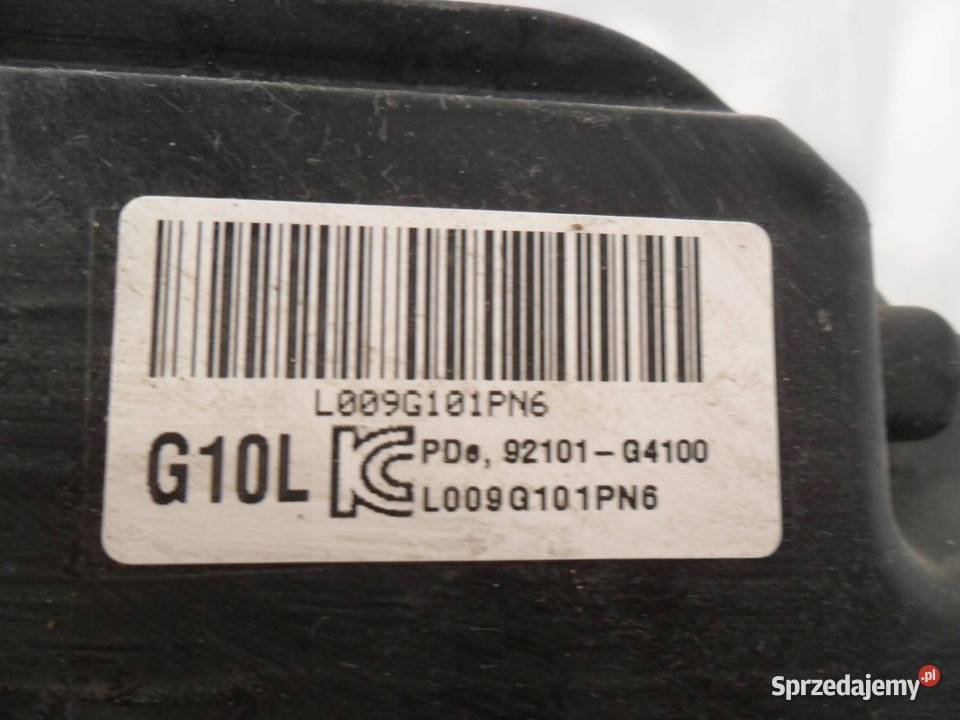 L009G101PN6
G10L
PDe, 92101-G4100
L009G101PN6
Sprzedajemy.pl